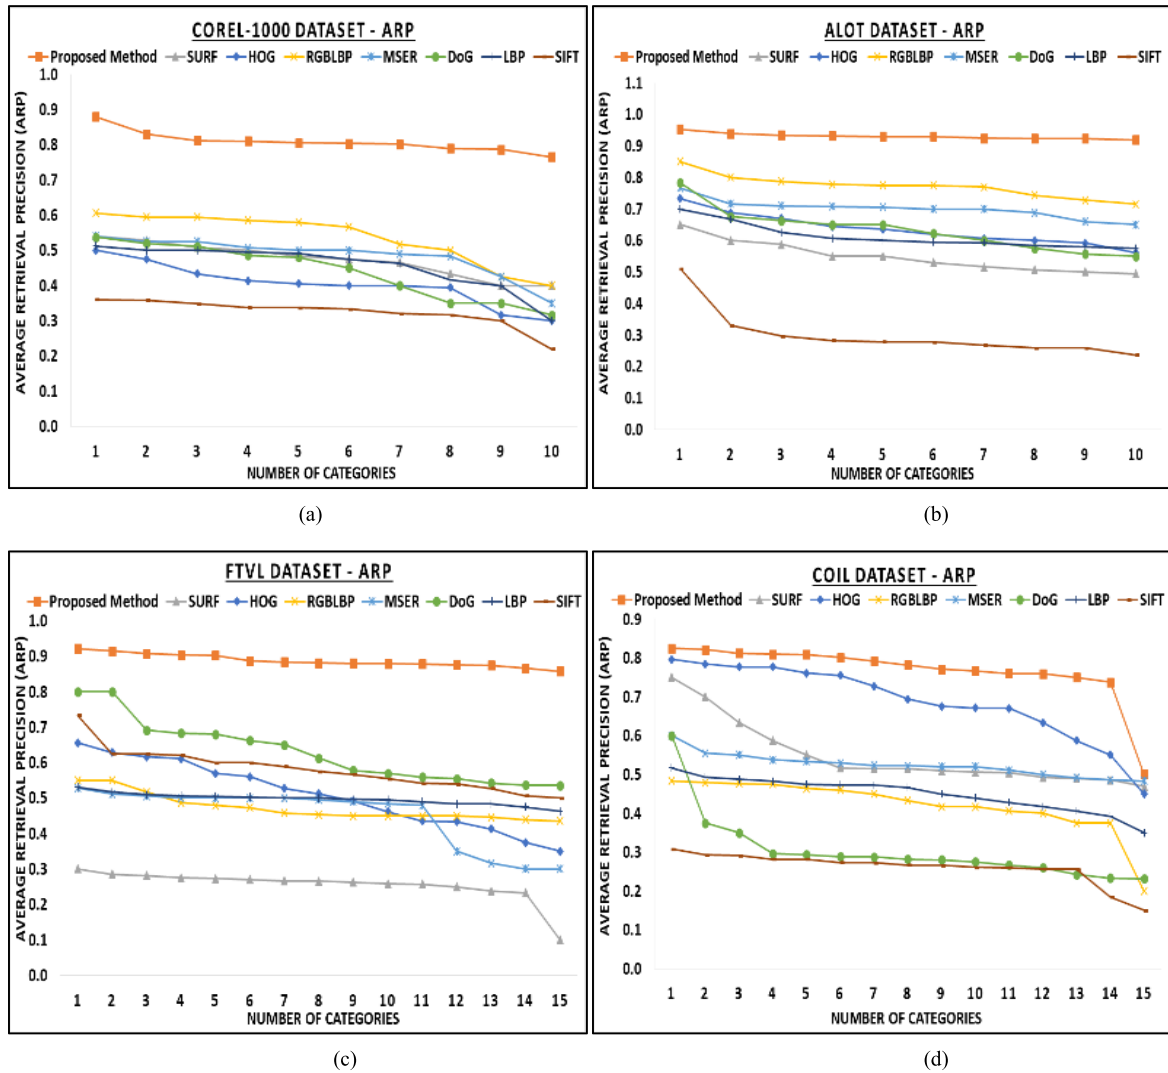 COREL-1000 DATASET - ARP
Proposed Method SURF HOG RGBLBP MSER DoG LBP SIFT
AVERAGE RETRIEVAL PRECISION (ARP)
1.0
0.9
0.8
0.7
0.6
0.5
0.4
0.3
0.2
0.1
0.0
1 2 3 4 5 6 7 8 9 10
NUMBER OF CATEGORIES
(a)
ALOT DATASET - ARP
Proposed Method SURF HOG RGBLBP MSER DoG LBP SIFT
AVERAGE RETRIEVAL PRECISION (ARP)
1.1
1.0
0.9
0.8
0.7
0.6
0.5
0.4
0.3
0.2
0.1
0.0
1 2 3 4 5 6 7 8 9 10
NUMBER OF CATEGORIES
(b)
FTVL DATASET - ARP
Proposed Method SURF HOG RGBLBP MSER DoG LBP SIFT
AVERAGE RETRIEVAL PRECISION (ARP)
1.0
0.9
0.8
0.7
0.6
0.5
0.4
0.3
0.2
0.1
0.0
1 2 3 4 5 6 7 8 9 10 11 12 13 14 15
NUMBER OF CATEGORIES
(c)
COIL DATASET - ARP
Proposed Method SURF HOG RGBLBP MSER DoG LBP SIFT
AVERAGE RETRIEVAL PRECISION (ARP)
0.9
0.8
0.7
0.6
0.5
0.4
0.3
0.2
0.1
0.0
1 2 3 4 5 6 7 8 9 10 11 12 13 14 15
NUMBER OF CATEGORIES
(d)